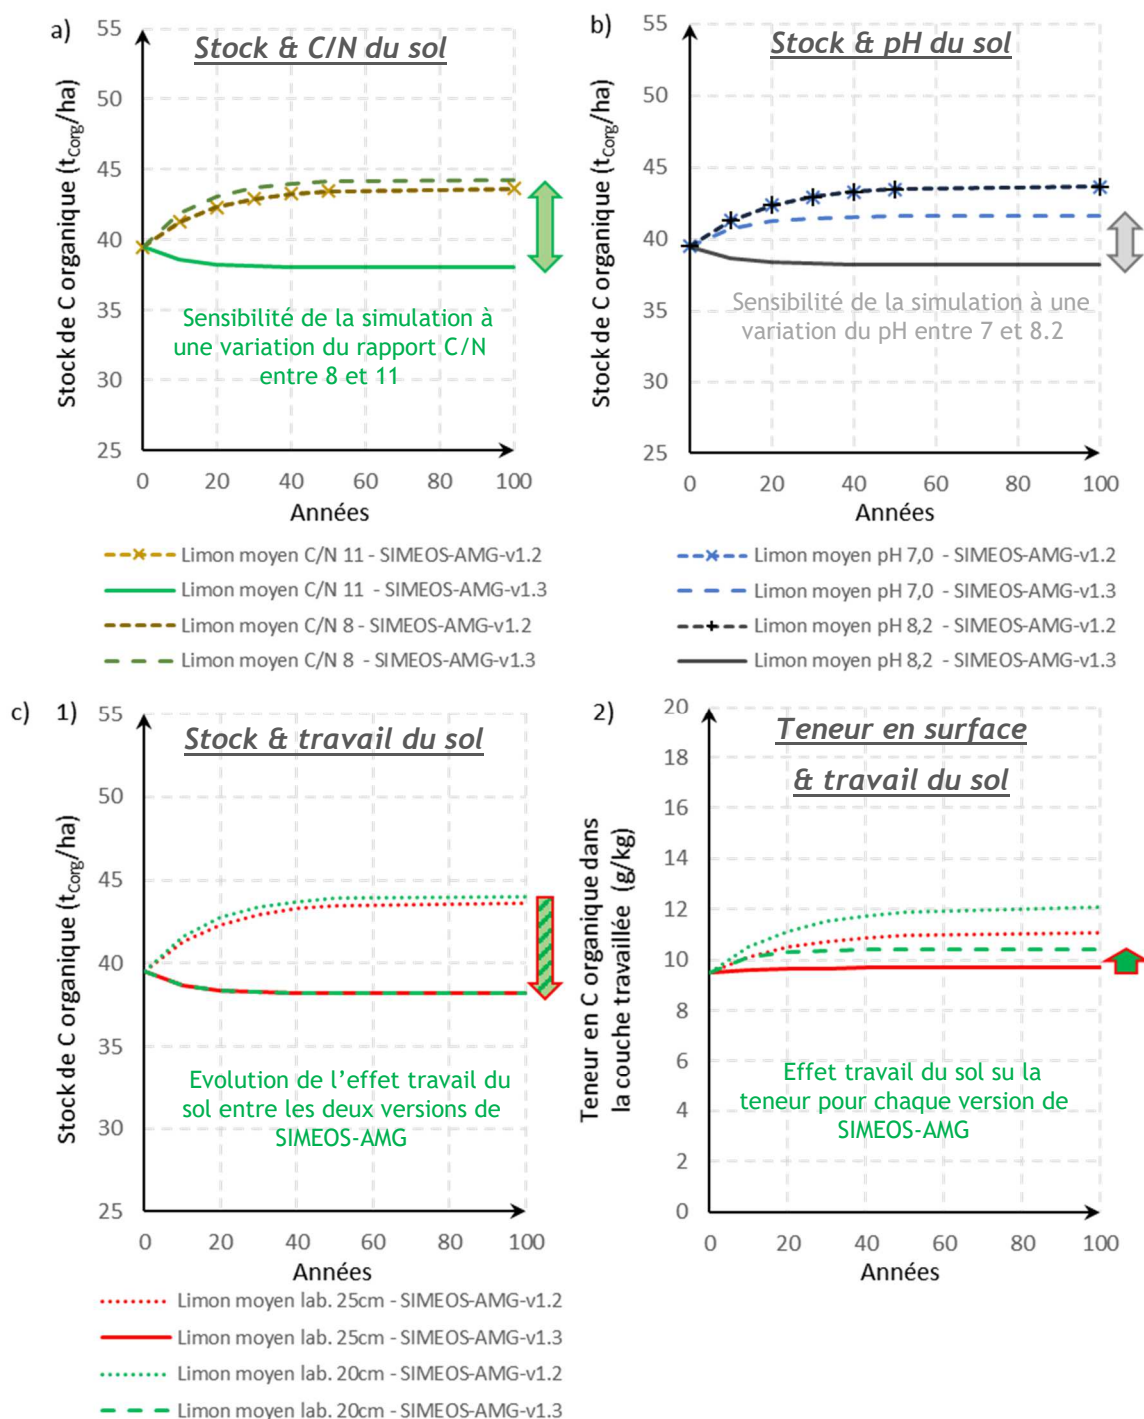 a)
Stock & C/N du sol
Stock de C organique (tCorg/ha)
55
50
45
40
35
30
25
Sensibilité de la simulation à
une variation du rapport C/N
entre 8 et 11
0 20 40 60 80 100
Années
Limon moyen C/N 11 - SIMEOS-AMG-v1.2
Limon moyen C/N 11 - SIMEOS-AMG-v1.3
Limon moyen C/N 8 - SIMEOS-AMG-v1.2
Limon moyen C/N 8 - SIMEOS-AMG-v1.3
b)
Stock & pH du sol
Stock de C organique (tCorg/ha)
55
50
45
40
35
30
25
Sensibilité de la simulation à une
variation du pH entre 7 et 8.2
0 20 40 60 80 100
Années
Limon moyen pH 7,0 - SIMEOS-AMG-v1.2
Limon moyen pH 7,0 - SIMEOS-AMG-v1.3
Limon moyen pH 8,2 - SIMEOS-AMG-v1.2
Limon moyen pH 8,2 - SIMEOS-AMG-v1.3
c) 1)
Stock & travail du sol
Stock de C organique (tCorg/ha)
55
50
45
40
35
30
25
Evolution de l'effet travail du
sol entre les deux versions de
SIMEOS-AMG
0 20 40 60 80 100
Années
Limon moyen lab. 25cm - SIMEOS-AMG-v1.2
Limon moyen lab. 25cm - SIMEOS-AMG-v1.3
Limon moyen lab. 20cm - SIMEOS-AMG-v1.2
Limon moyen lab. 20cm - SIMEOS-AMG-v1.3
2)
Teneur en surface
& travail du sol
Teneur en C organique dans
la couche travaillée (g/kg)
20
18
16
14
12
10
8
6
4
2
0
Effet travail du sol su la
teneur pour chaque version de
SIMEOS-AMG
0 20 40 60 80 100
Années